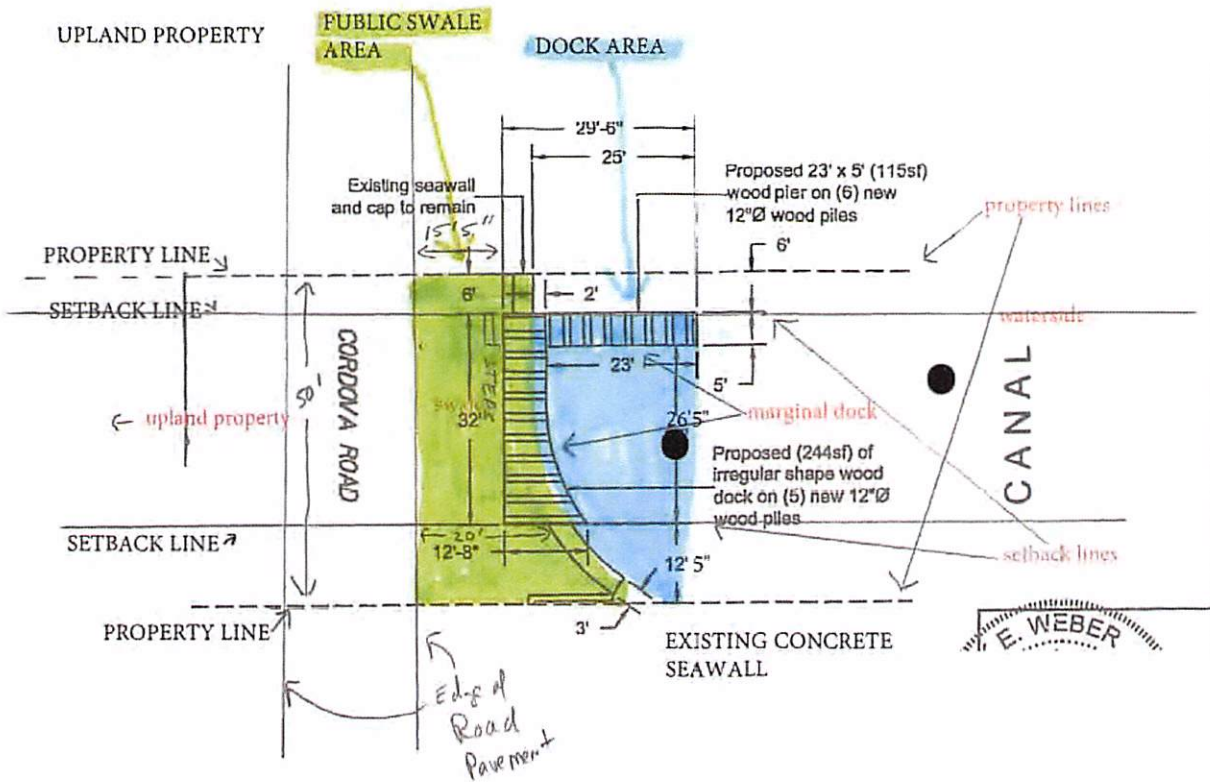 UPLAND PROPERTY
PUBLIC SWALE
AREA
DOCK AREA
29'-6"
25'
Existing seawall
and cap to remain
15'5"
Proposed 23' x 5' (115sf)
wood pier on (6) new
12"Ø wood piles
property lines
6'
PROPERTY LINE
6'
2'
SETBACK LINE
waterside
CORDOVA ROAD
50'
STEPS
23'
5'
upland property
32'
marginal dock
26'5"
CANAL
Proposed (244sf) of
irregular shape wood
dock on (5) new 12"Ø
wood piles
SETBACK LINE
20'
12'-8"
12'5"
setback lines
PROPERTY LINE
3'
EXISTING CONCRETE
SEAWALL
E. WEBER
Edge of
Road
Pavement